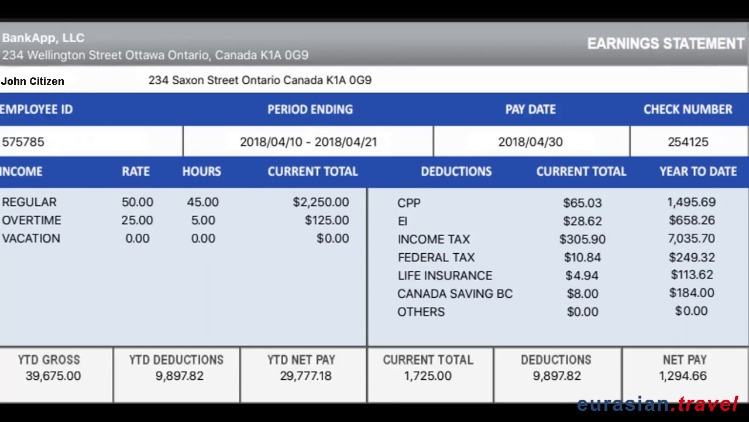 BankApp, LLC
234 Wellington Street Ottawa Ontario, Canada K1A 0G9
EARNINGS STATEMENT
John Citizen 234 Saxon Street Ontario Canada K1A 0G9
EMPLOYEE ID PERIOD ENDING PAY DATE CHECK NUMBER
575785 2018/04/10 - 2018/04/21 2018/04/30 254125
INCOME RATE HOURS CURRENT TOTAL DEDUCTIONS CURRENT TOTAL YEAR TO DATE
REGULAR 50.00 45.00 $2,250.00 CPP $65.03 1,495.69
OVERTIME 25.00 5.00 $125.00 EI $28.62 $658.26
VACATION 0.00 0.00 $0.00 INCOME TAX $305.90 7,035.70
FEDERAL TAX $10.84 $249.32
LIFE INSURANCE $4.94 $113.62
CANADA SAVING BC $8.00 $184.00
OTHERS $0.00 $0.00
YTD GROSS YTD DEDUCTIONS YTD NET PAY CURRENT TOTAL DEDUCTIONS NET PAY
39,675.00 9,897.82 29,777.18 1,725.00 9,897.82 1,294.66
eurasian.travel